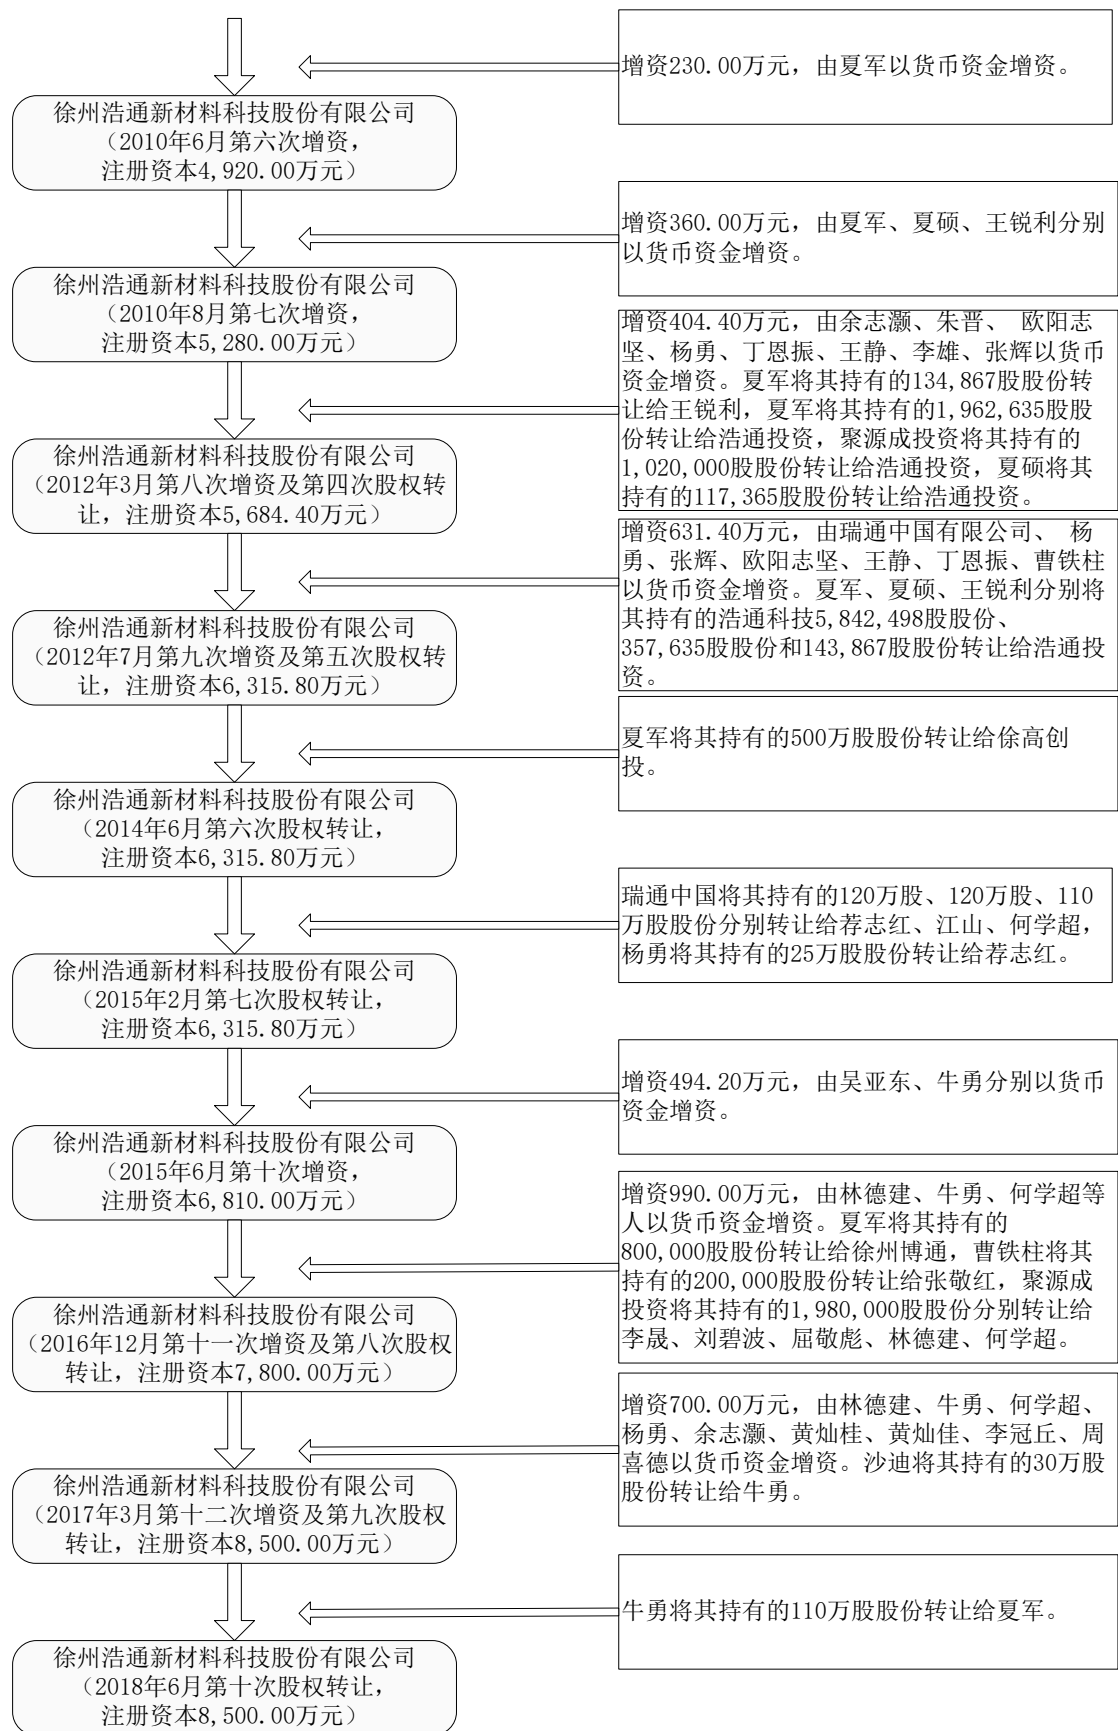 增资230.00万元，由夏军以货币资金增资。
徐州浩通新材料科技股份有限公司
（2010年6月第六次增资，
注册资本4,920.00万元）
增资360.00万元，由夏军、夏硕、王锐利分别
以货币资金增资。
徐州浩通新材料科技股份有限公司
（2010年8月第七次增资，
注册资本5,280.00万元）
增资404.40万元，由余志灏、朱晋、 欧阳志
坚、杨勇、丁恩振、王静、李雄、张辉以货币
资金增资。夏军将其持有的134,867股股份转
让给王锐利，夏军将其持有的1,962,635股股
份转让给浩通投资，聚源成投资将其持有的
1,020,000股股份转让给浩通投资，夏硕将其
持有的117,365股股份转让给浩通投资。
徐州浩通新材料科技股份有限公司
（2012年3月第八次增资及第四次股权转
让，注册资本5,684.40万元）
增资631.40万元，由瑞通中国有限公司、 杨
勇、张辉、欧阳志坚、王静、丁恩振、曹铁柱
以货币资金增资。夏军、夏硕、王锐利分别将
其持有的浩通科技5,842,498股股份、
357,635股股份和143,867股股份转让给浩通投
资。
徐州浩通新材料科技股份有限公司
（2012年7月第九次增资及第五次股权转
让，注册资本6,315.80万元）
夏军将其持有的500万股股份转让给徐高创
投。
徐州浩通新材料科技股份有限公司
（2014年6月第六次股权转让，
注册资本6,315.80万元）
瑞通中国将其持有的120万股、120万股、110
万股股份分别转让给荐志红、江山、何学超，
杨勇将其持有的25万股股份转让给荐志红。
徐州浩通新材料科技股份有限公司
（2015年2月第七次股权转让，
注册资本6,315.80万元）
增资494.20万元，由吴亚东、牛勇分别以货币
资金增资。
徐州浩通新材料科技股份有限公司
（2015年6月第十次增资，
注册资本6,810.00万元）
增资990.00万元，由林德建、牛勇、何学超等
人以货币资金增资。夏军将其持有的
800,000股股份转让给徐州博通，曹铁柱将其
持有的200,000股股份转让给张敬红，聚源成
投资将其持有的1,980,000股股份分别转让给
李晟、刘碧波、屈敬彪、林德建、何学超。
徐州浩通新材料科技股份有限公司
（2016年12月第十一次增资及第八次股权
转让，注册资本7,800.00万元）
增资700.00万元，由林德建、牛勇、何学超、
杨勇、余志灏、黄灿桂、黄灿佳、李冠丘、周
喜德以货币资金增资。沙迪将其持有的30万股
股份转让给牛勇。
徐州浩通新材料科技股份有限公司
（2017年3月第十二次增资及第九次股权
转让，注册资本8,500.00万元）
牛勇将其持有的110万股股份转让给夏军。
徐州浩通新材料科技股份有限公司
（2018年6月第十次股权转让，
注册资本8,500.00万元）